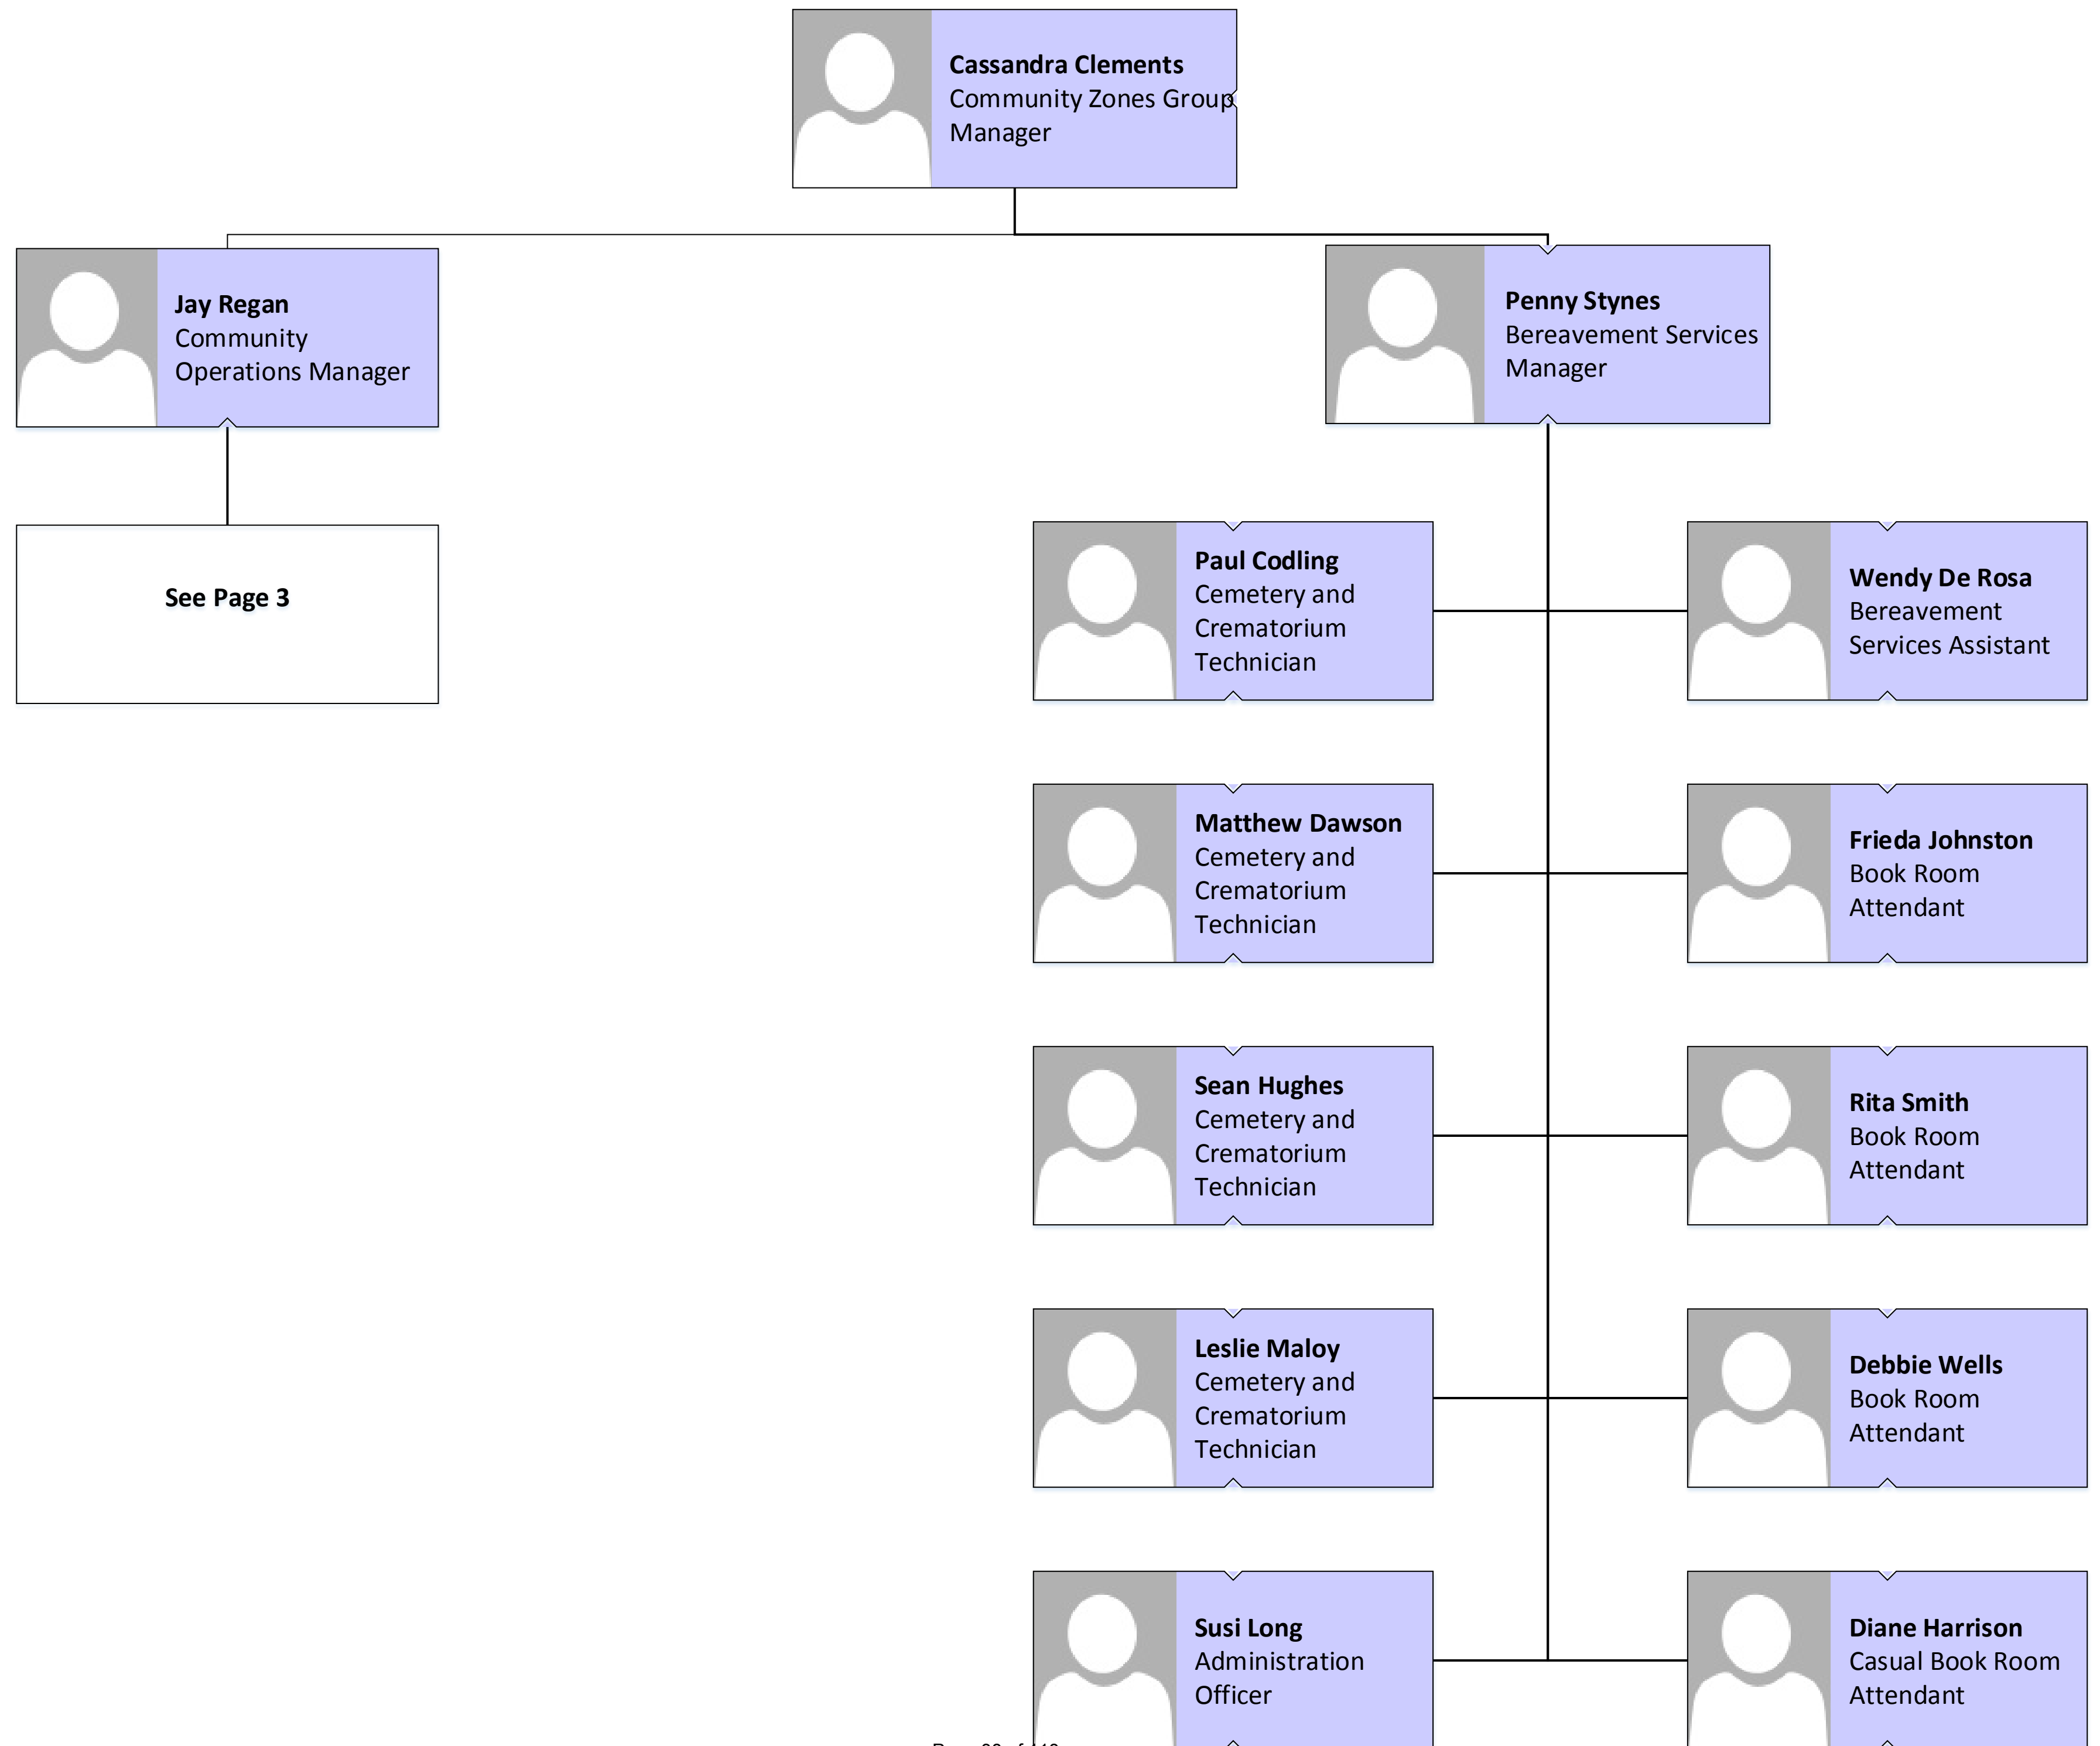 Cassandra Clements
Community Zones Group
Manager
Jay Regan
Community
Operations Manager
Penny Stynes
Bereavement Services
Manager
See Page 3
Paul Codling
Cemetery and
Crematorium
Technician
Wendy De Rosa
Bereavement
Services Assistant
Matthew Dawson
Cemetery and
Crematorium
Technician
Frieda Johnston
Book Room
Attendant
Sean Hughes
Cemetery and
Crematorium
Technician
Rita Smith
Book Room
Attendant
Leslie Maloy
Cemetery and
Crematorium
Technician
Debbie Wells
Book Room
Attendant
Susi Long
Administration
Officer
Diane Harrison
Casual Book Room
Attendant